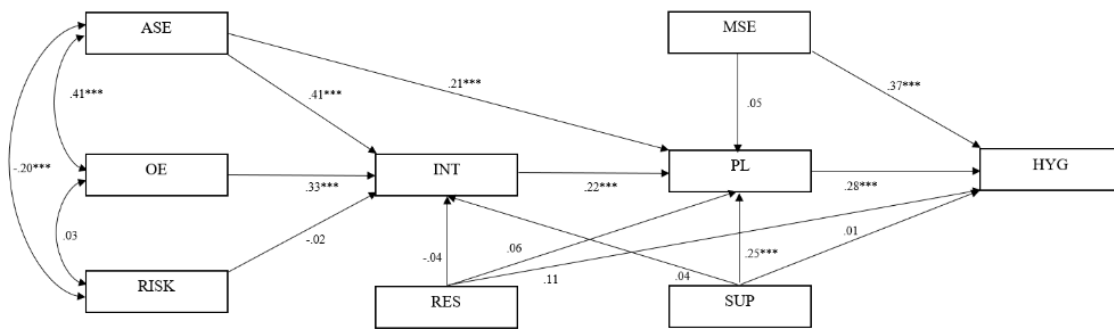 ASE
MSE
.41***
.41***
.21***
.05
.37***
-.20***
OE
.33***
INT
.22***
PL
.28***
HYG
.03
-.02
-.04
.06
.11
.25***
.04
.01
RISK
RES
SUP